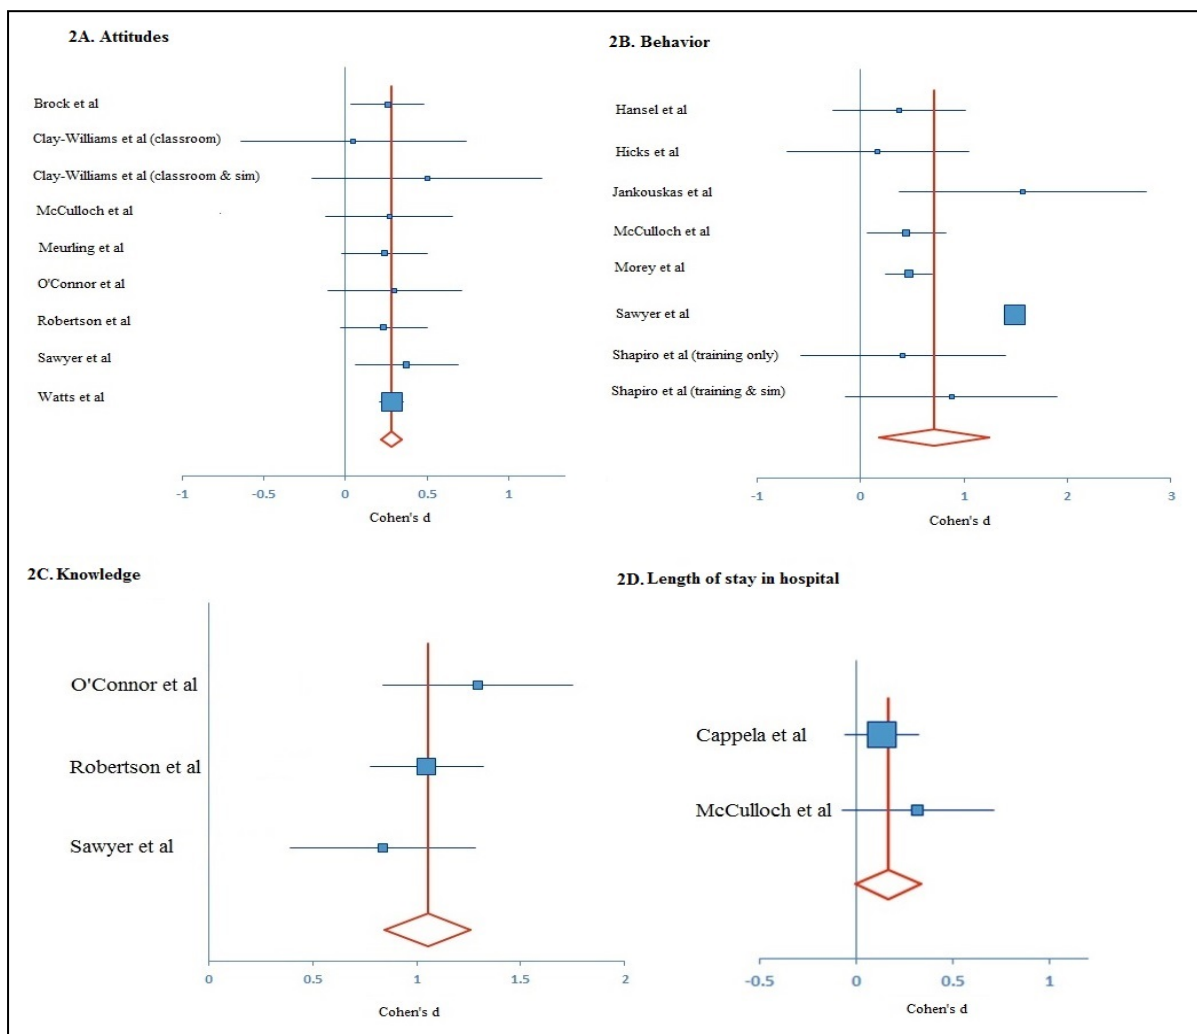 2A. Attitudes
Brock et al
Clay-Williams et al (classroom)
Clay-Williams et al (classroom & sim)
McCulloch et al
Meurling et al
O'Connor et al
Robertson et al
Sawyer et al
Watts et al
-1 -0.5 0 0.5 1
Cohen's d
2B. Behavior
Hansel et al
Hicks et al
Jankouskas et al
McCulloch et al
Morey et al
Sawyer et al
Shapiro et al (training only)
Shapiro et al (training & sim)
-1 0 1 2 3
Cohen's d
2C. Knowledge
O'Connor et al
Robertson et al
Sawyer et al
0 0.5 1 1.5 2
Cohen's d
2D. Length of stay in hospital
Cappela et al
McCulloch et al
-0.5 0 0.5 1
Cohen's d